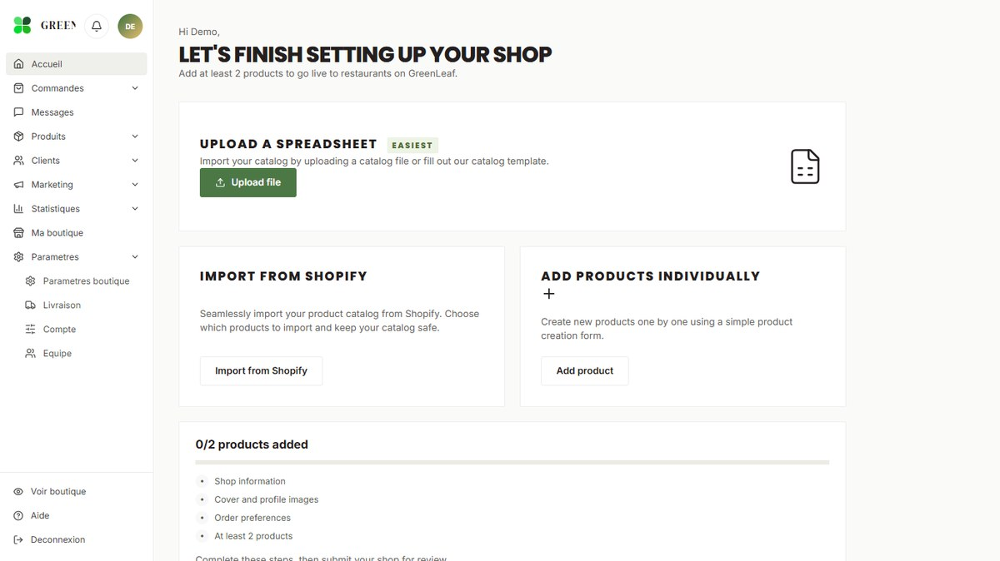 GREEN
DE
Accueil
Commandes
Messages
Produits
Clients
Marketing
Statistiques
Ma boutique
Parametres
Parametres boutique
Livraison
Compte
Equipe
Voir boutique
Aide
Deconnexion
Hi Demo,
LET'S FINISH SETTING UP YOUR SHOP
Add at least 2 products to go live to restaurants on GreenLeaf.
UPLOAD A SPREADSHEET EASIEST
Import your catalog by uploading a catalog file or fill out our catalog template.
Upload file
IMPORT FROM SHOPIFY
Seamlessly import your product catalog from Shopify. Choose
which products to import and keep your catalog safe.
Import from Shopify
ADD PRODUCTS INDIVIDUALLY
Create new products one by one using a simple product
creation form.
Add product
0/2 products added
• Shop information
• Cover and profile images
• Order preferences
• At least 2 products
Complete these steps, then submit your shop for review